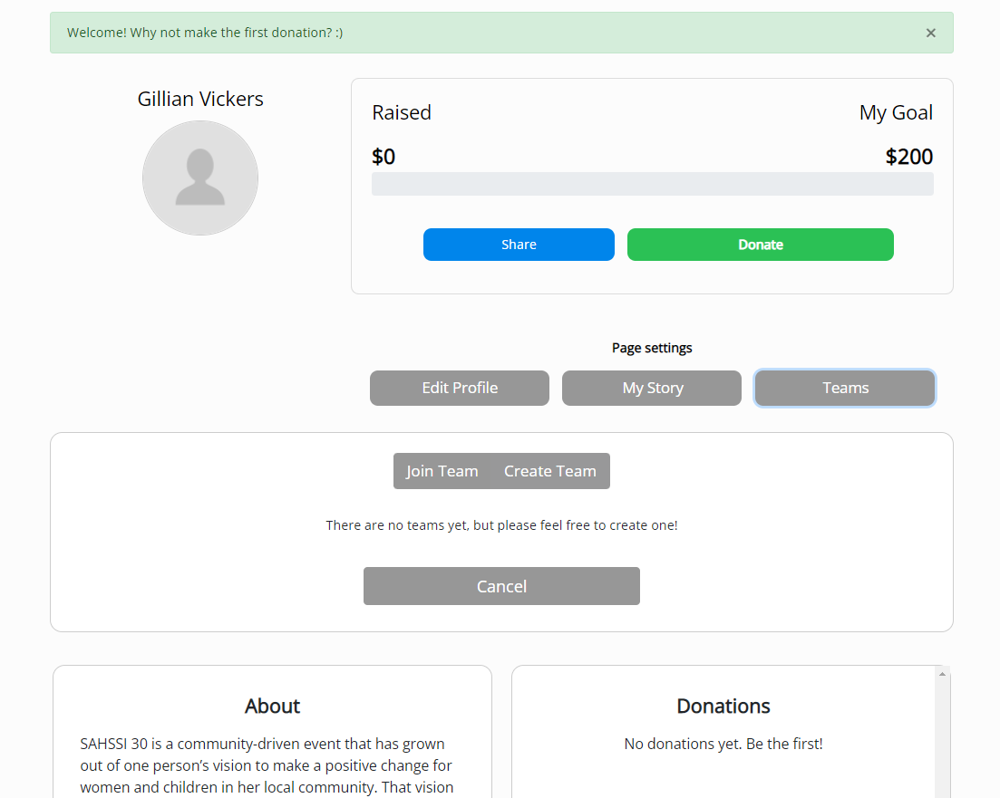 Welcome! Why not make the first donation? :)
×
Gillian Vickers
Raised
My Goal
$0
$200
Share
Donate
Page settings
Edit Profile
My Story
Teams
Join Team
Create Team
There are no teams yet, but please feel free to create one!
Cancel
About
SAHSSI 30 is a community-driven event that has grown
out of one person’s vision to make a positive change for
women and children in her local community. That vision
Donations
No donations yet. Be the first!